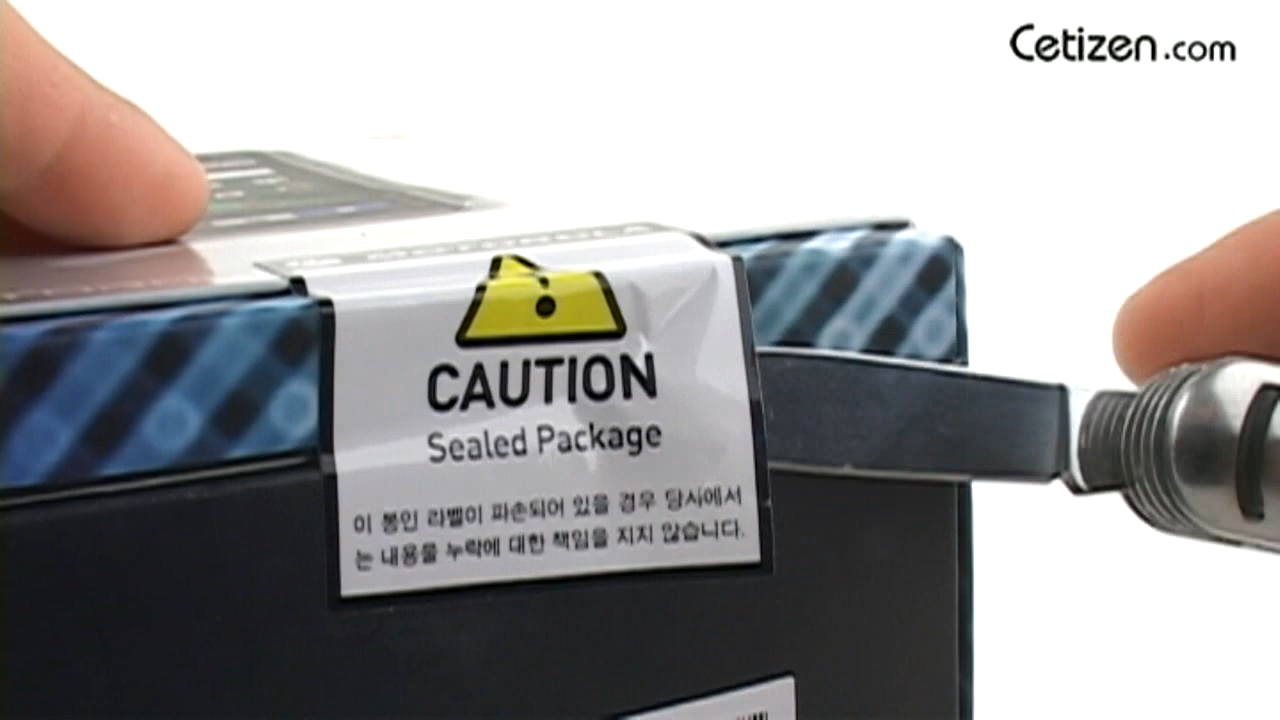 Cetizen.com
MOTOROLA
CAUTION
Sealed Package
이 봉인 라벨이 파손되어 있을 경우 당사에서
는 내용물 누락에 대한 책임을 지지 않습니다.